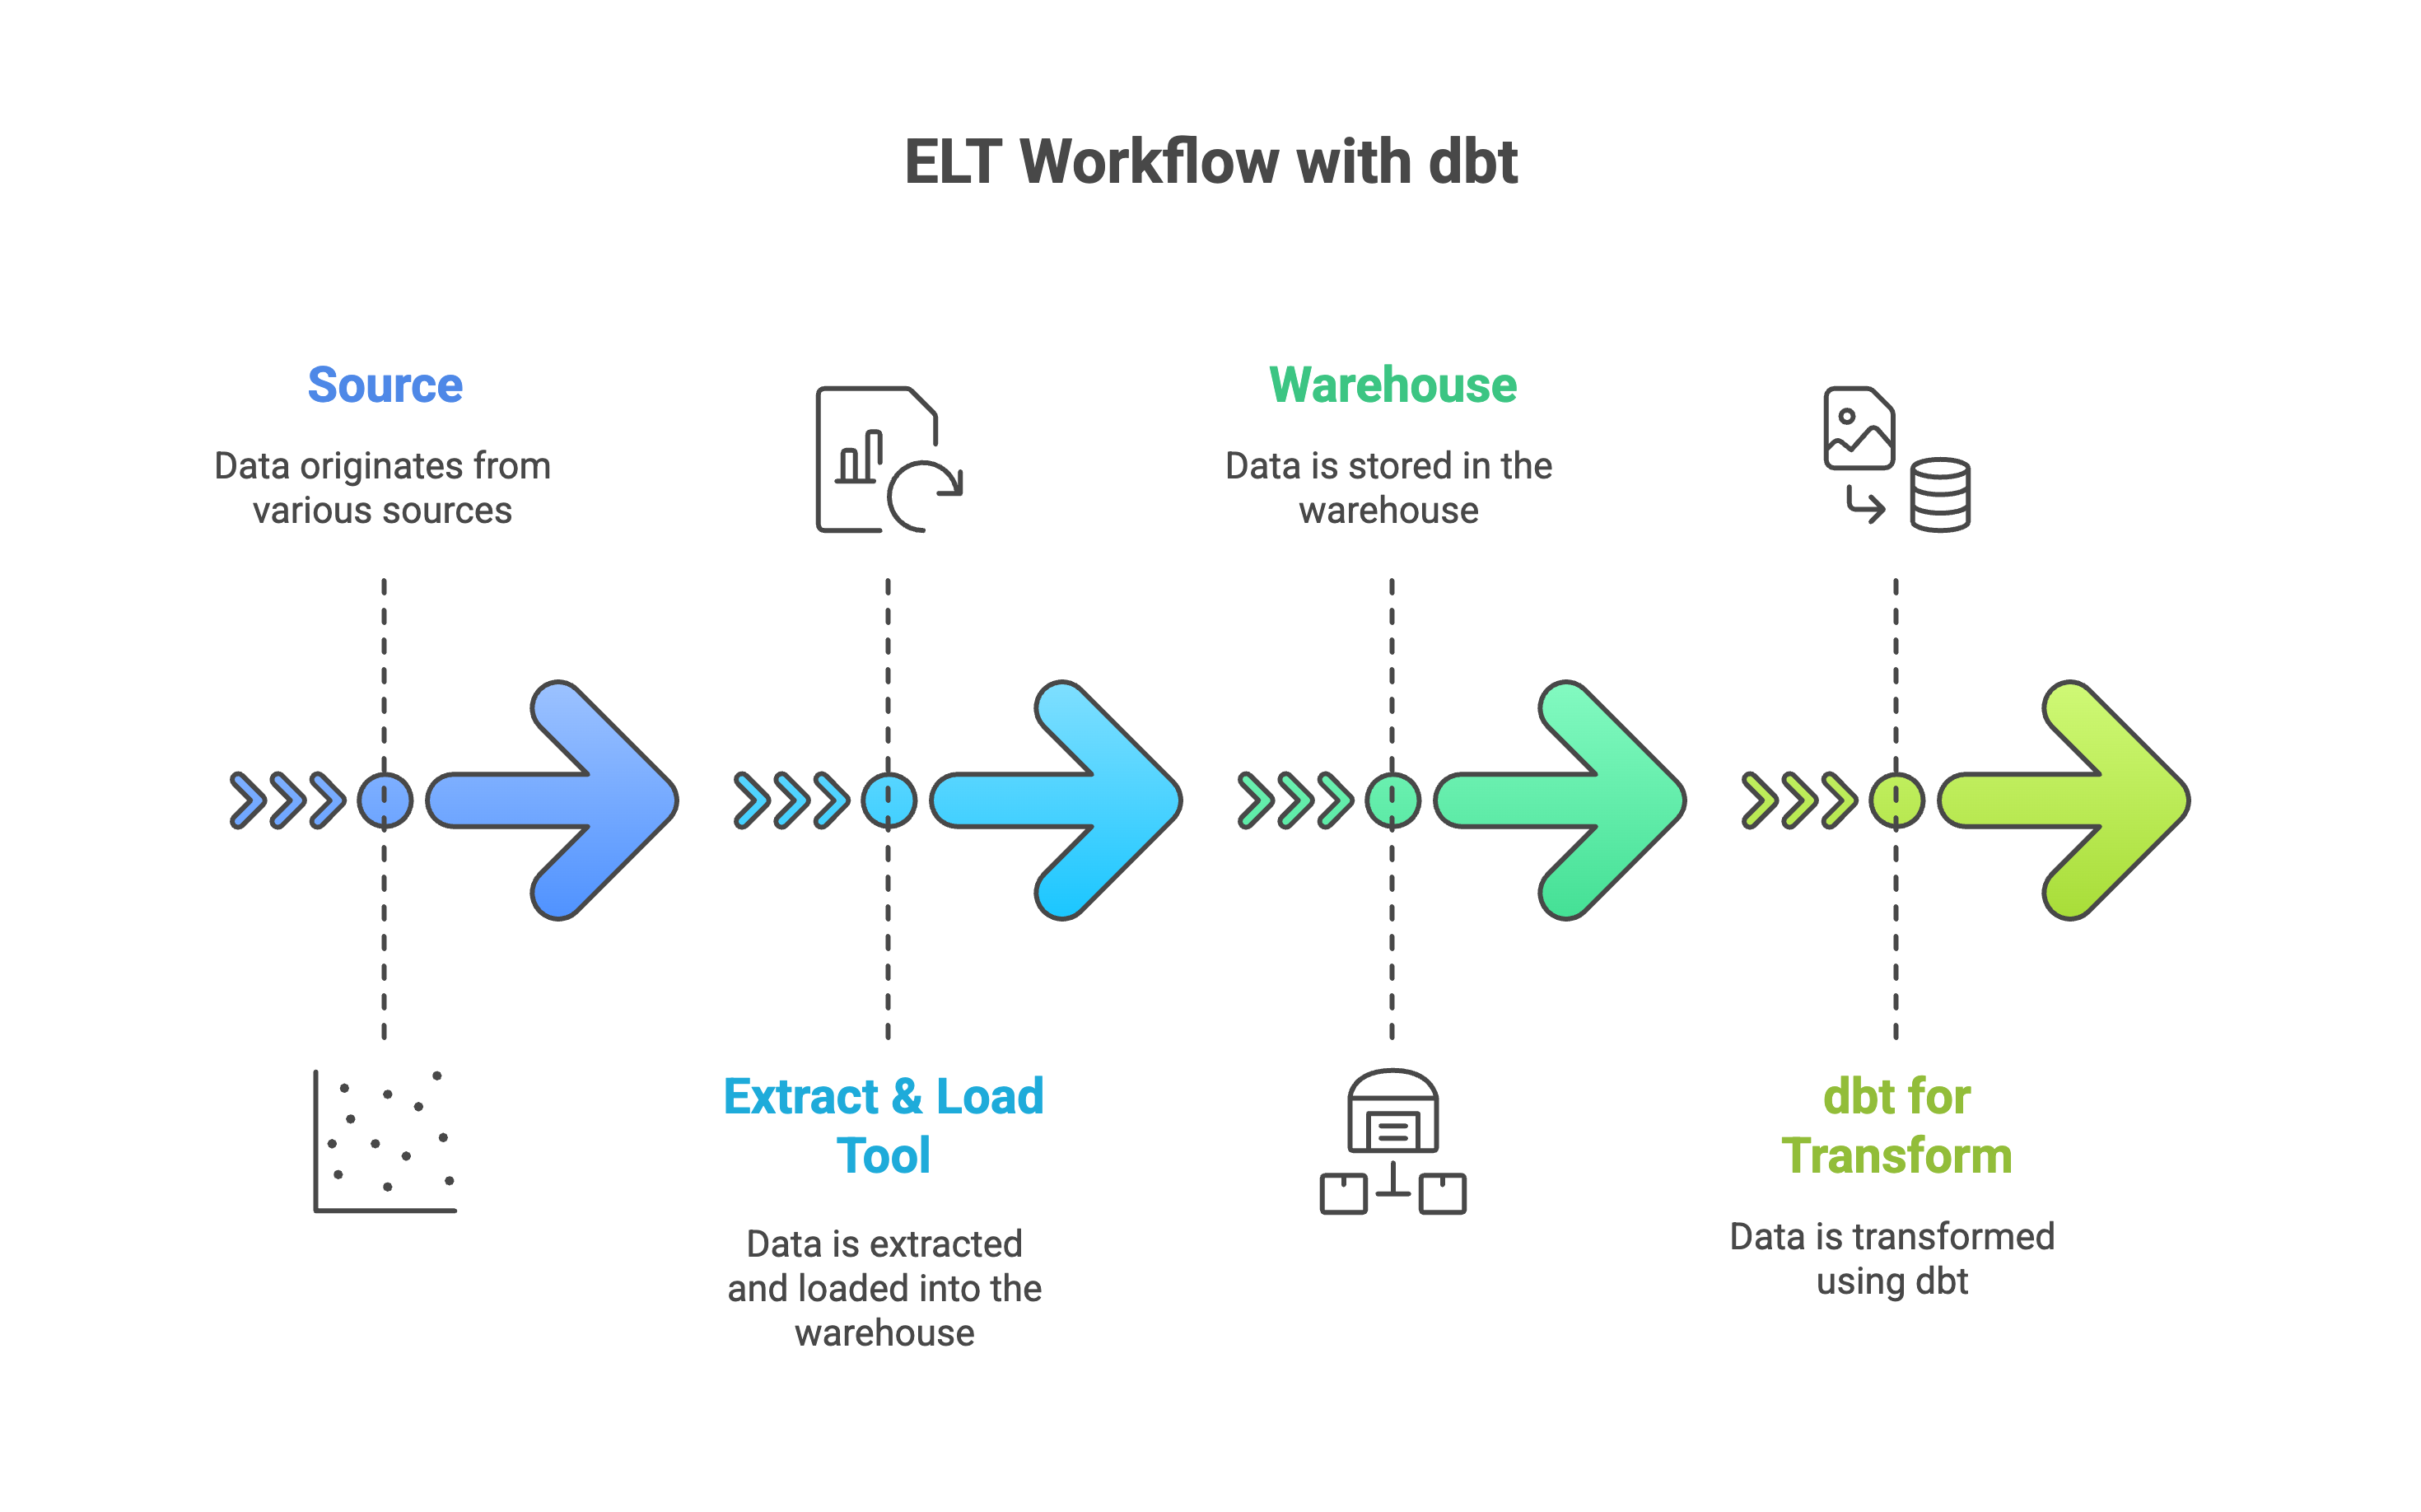 ELT Workflow with dbt
Source
Data originates from
various sources
Extract & Load
Tool
Data is extracted
and loaded into the
warehouse
Warehouse
Data is stored in the
warehouse
dbt for
Transform
Data is transformed
using dbt